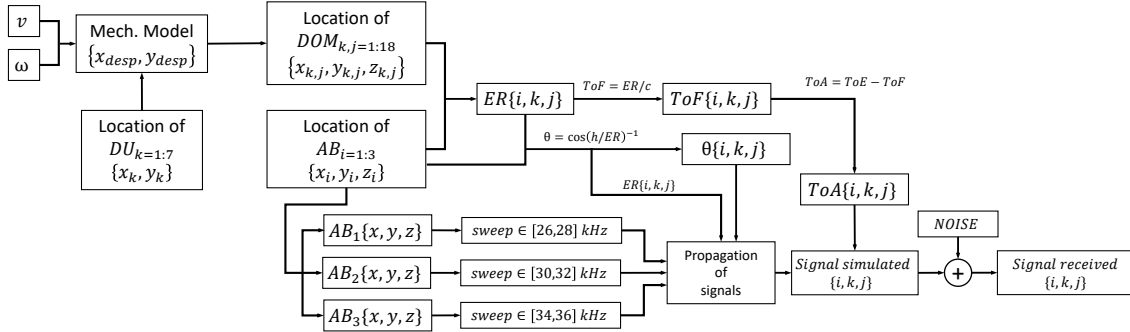 v
ω
Mech. Model
{x_desp, y_desp}
Location of
DU_k=1:7
{x_k, y_k}
Location of
DOM_k,j=1:18
{x_k,j, y_k,j, z_k,j}
Location of
AB_i=1:3
{x_i, y_i, z_i}
ER{i, k, j}
ToF = ER/c
ToF{i, k, j}
ToA = ToE − ToF
θ = cos(h/ER)^−1
θ{i, k, j}
ER{i, k, j}
ToA{i, k, j}
AB_1{x, y, z}
sweep ∈ [26,28] kHz
AB_2{x, y, z}
sweep ∈ [30,32] kHz
AB_3{x, y, z}
sweep ∈ [34,36] kHz
Propagation
of
signals
Signal simulated
{i, k, j}
NOISE
+
Signal received
{i, k, j}